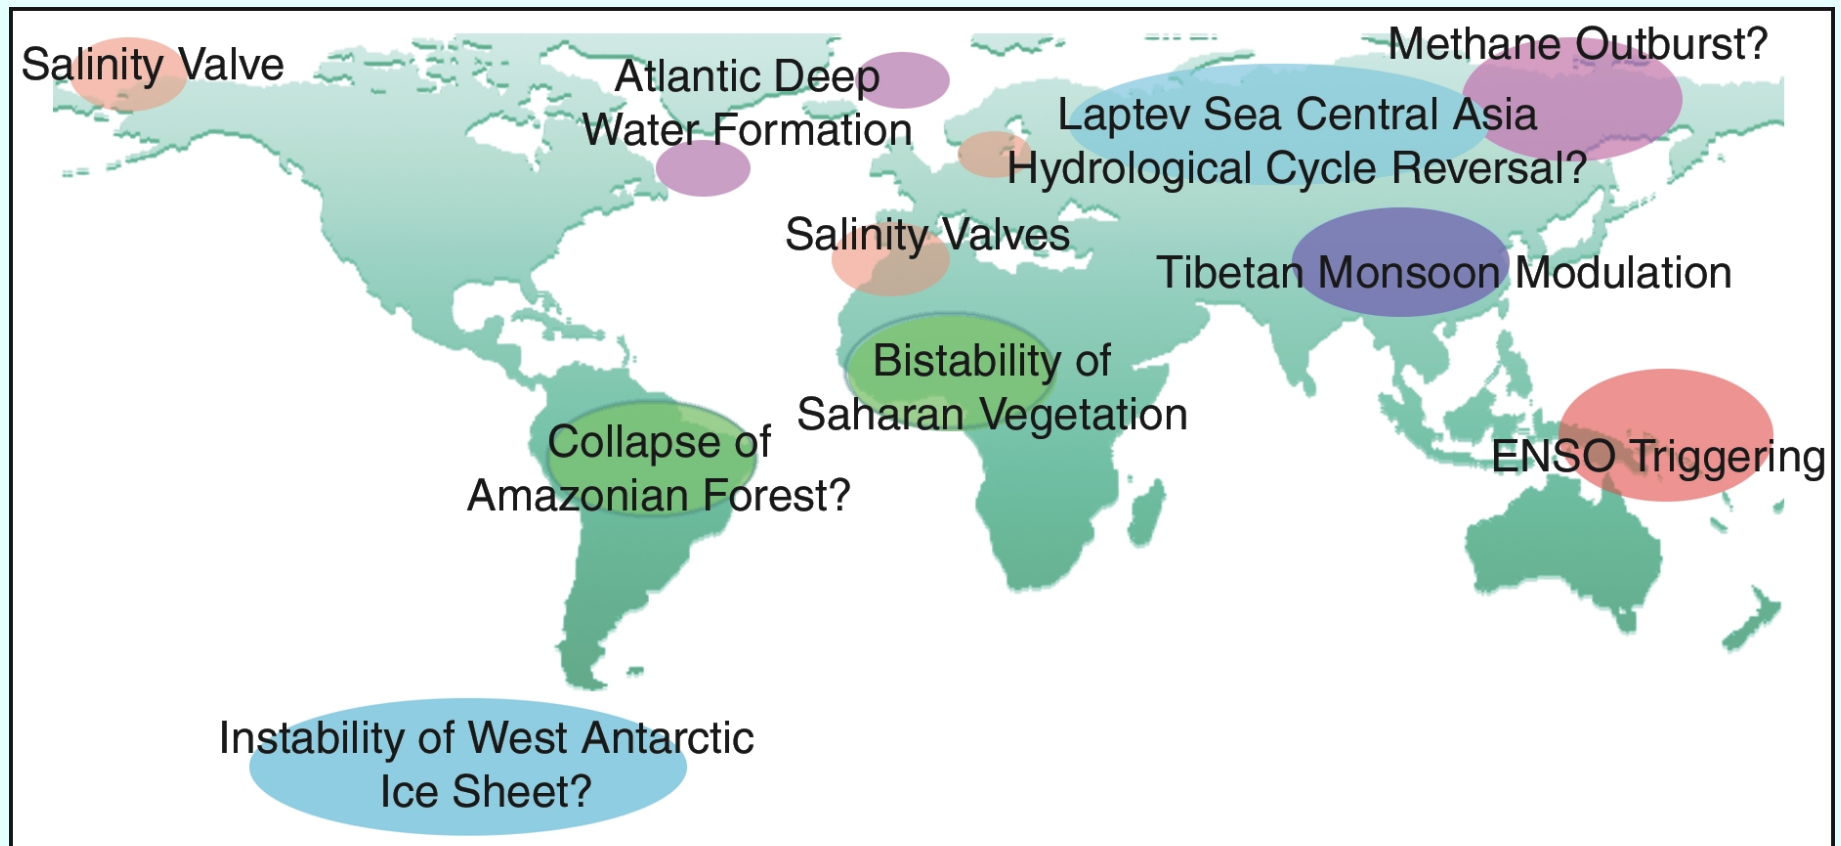 Salinity Valve
Atlantic Deep
Water Formation
Methane Outburst?
Laptev Sea Central Asia
Hydrological Cycle Reversal?
Salinity Valves
Tibetan Monsoon Modulation
Bistability of
Saharan Vegetation
Collapse of
Amazonian Forest?
ENSO Triggering
Instability of West Antarctic
Ice Sheet?